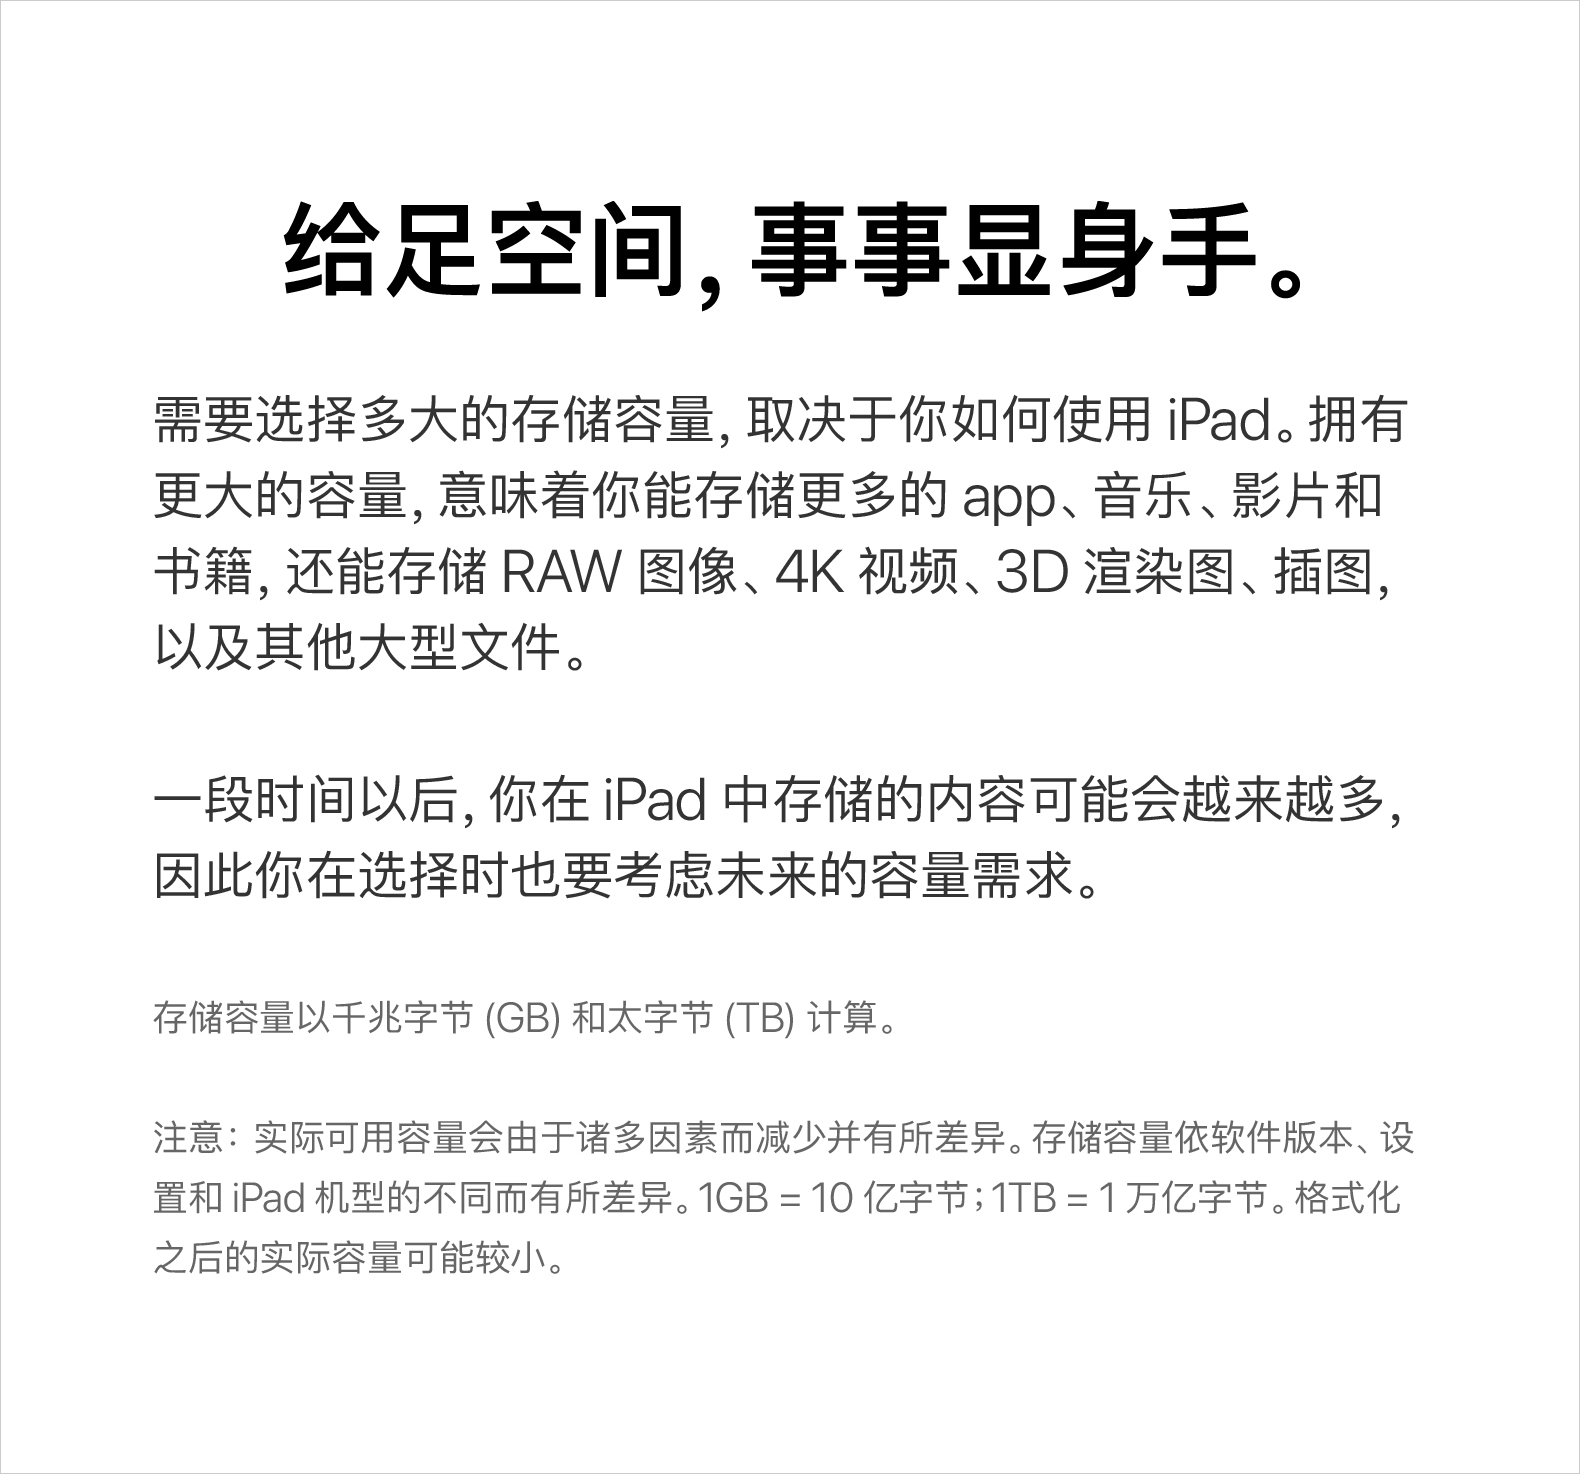 给足空间，事事显身手。
需要选择多大的存储容量，取决于你如何使用 iPad。拥有
更大的容量，意味着你能存储更多的 app、音乐、影片和
书籍，还能存储 RAW 图像、4K 视频、3D 渲染图、插图，
以及其他大型文件。
一段时间以后，你在 iPad 中存储的内容可能会越来越多，
因此你在选择时也要考虑未来的容量需求。
存储容量以千兆字节 (GB) 和太字节 (TB) 计算。
注意：实际可用容量会由于诸多因素而减少并有所差异。存储容量依软件版本、设
置和 iPad 机型的不同而有所差异。1GB = 10 亿字节；1TB = 1 万亿字节。格式化
之后的实际容量可能较小。